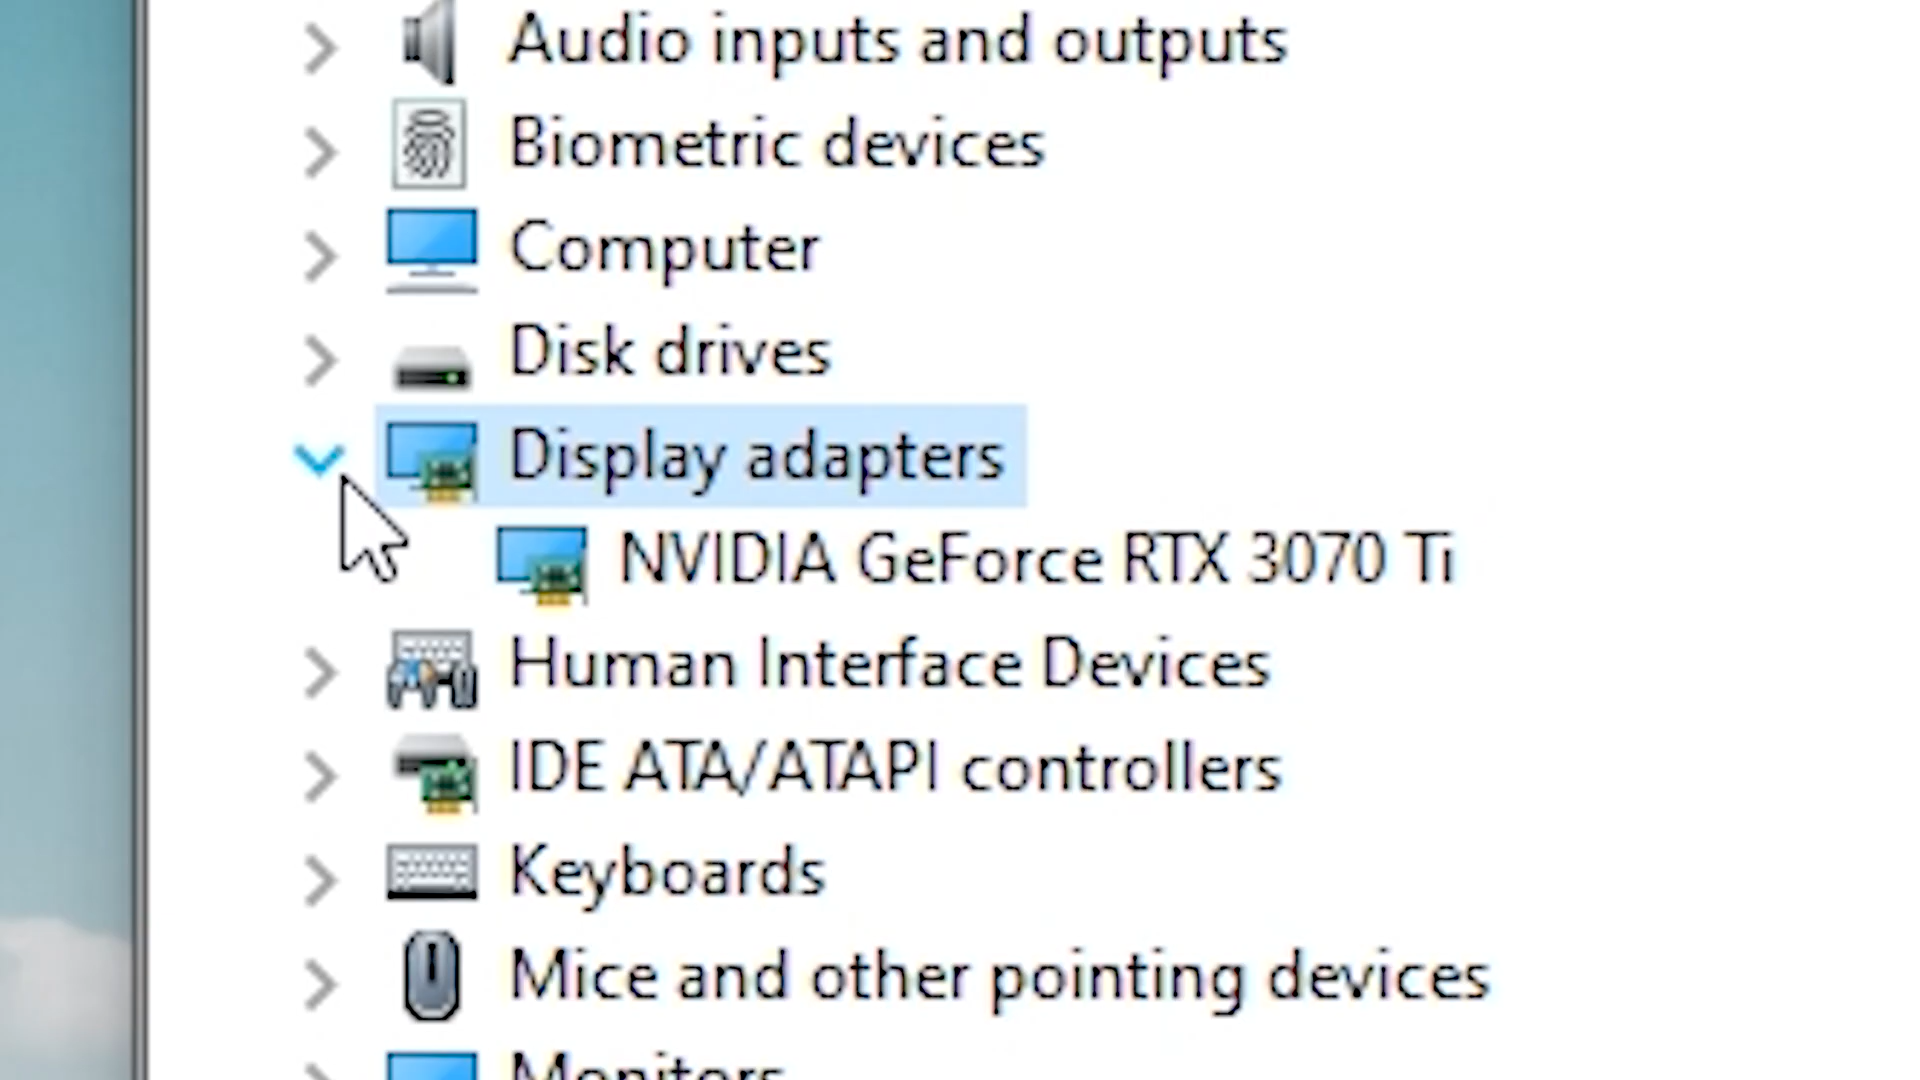 Audio inputs and outputs
Biometric devices
Computer
Disk drives
Display adapters
NVIDIA GeForce RTX 3070 Ti
Human Interface Devices
IDE ATA/ATAPI controllers
Keyboards
Mice and other pointing devices
Monitors